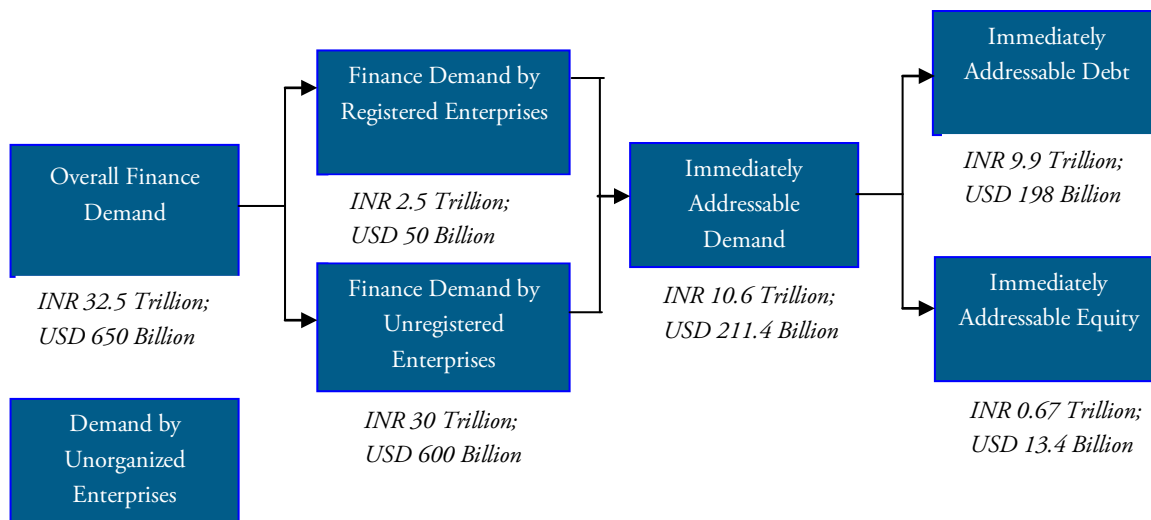 Overall Finance
Demand
INR 32.5 Trillion;
USD 650 Billion
Demand by
Unorganized
Enterprises
Finance Demand by
Registered Enterprises
INR 2.5 Trillion;
USD 50 Billion
Finance Demand by
Unregistered
Enterprises
INR 30 Trillion;
USD 600 Billion
Immediately
Addressable
Demand
INR 10.6 Trillion;
USD 211.4 Billion
Immediately
Addressable Debt
INR 9.9 Trillion;
USD 198 Billion
Immediately
Addressable Equity
INR 0.67 Trillion;
USD 13.4 Billion